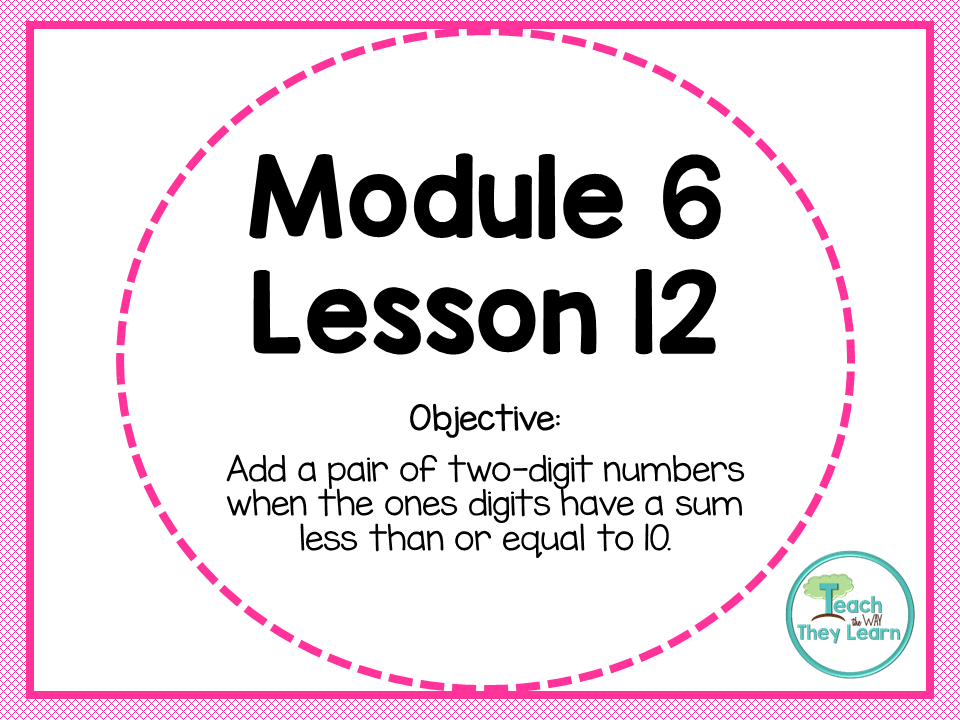 Module 6
Lesson 12
Objective:
Add a pair of two-digit numbers
when the ones digits have a sum
less than or equal to 10.
Teach
the WAY
They Learn